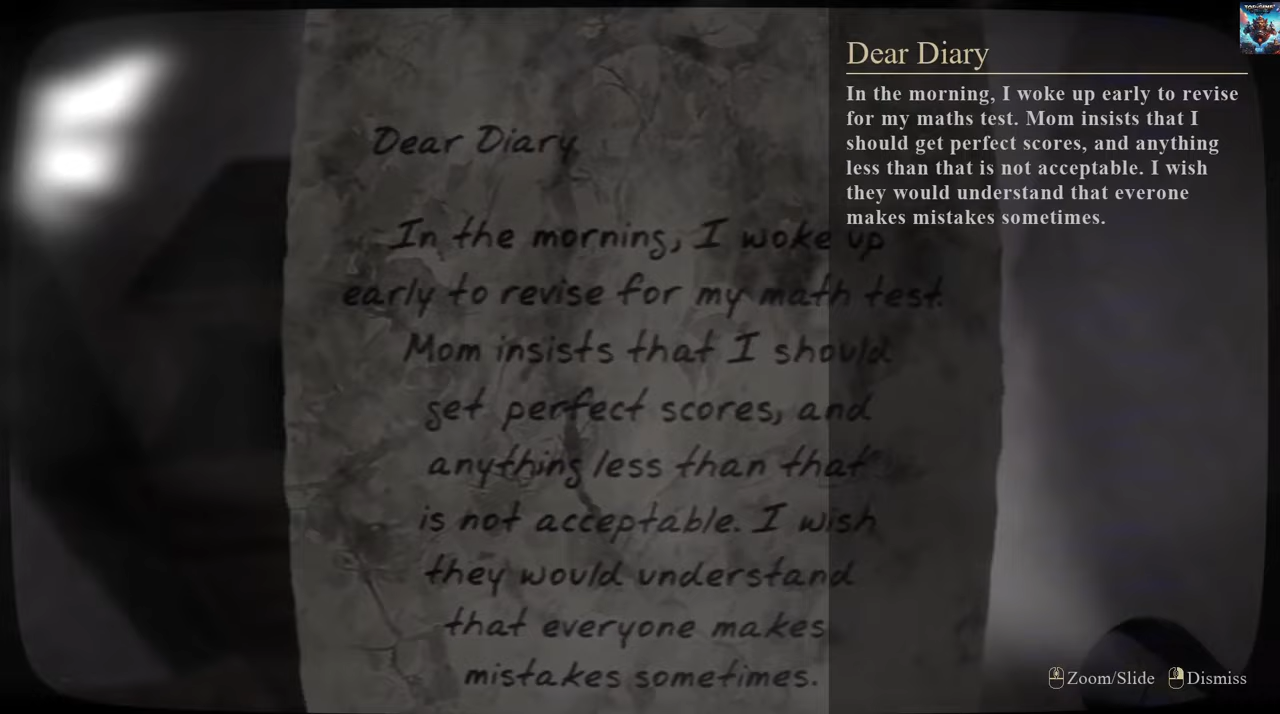 Dear Diary
In the morning, I woke up
early to revise for my math test.
Mom insists that I should
get perfect scores, and
anything less than that
is not acceptable. I wish
they would understand
that everyone makes
mistakes sometimes.
Dear Diary
In the morning, I woke up early to revise
for my maths test. Mom insists that I
should get perfect scores, and anything
less than that is not acceptable. I wish
they would understand that everone
makes mistakes sometimes.
Zoom/Slide
Dismiss